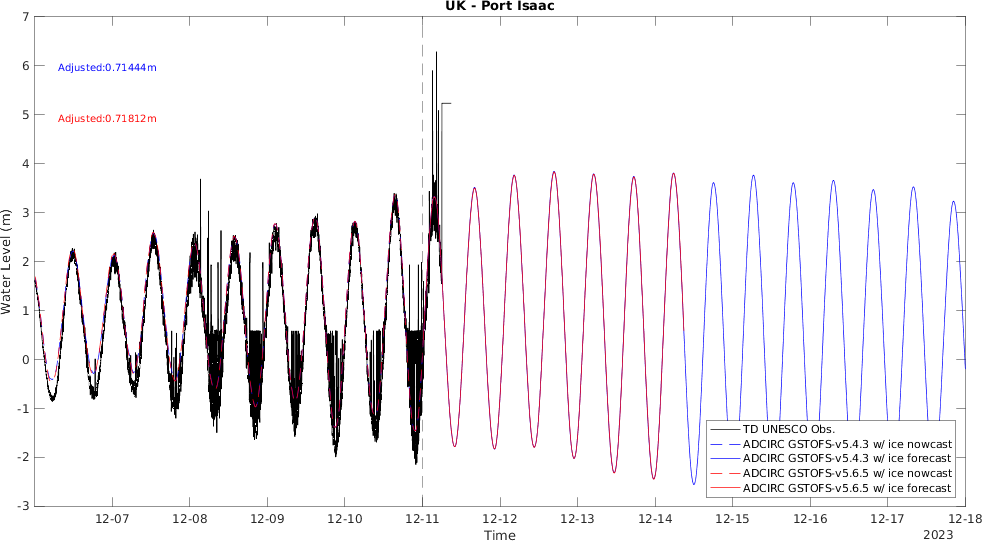 UK - Port Isaac
7
6
5
4
3
2
1
0
-1
-2
-3
Water Level (m)
Adjusted:0.71444m
Adjusted:0.71812m
TD UNESCO Obs.
ADCIRC GSTOFS-v5.4.3 w/ ice nowcast
ADCIRC GSTOFS-v5.4.3 w/ ice forecast
ADCIRC GSTOFS-v5.6.5 w/ ice nowcast
ADCIRC GSTOFS-v5.6.5 w/ ice forecast
12-07 12-08 12-09 12-10 12-11 12-12 12-13 12-14 12-15 12-16 12-17 12-18
Time
2023